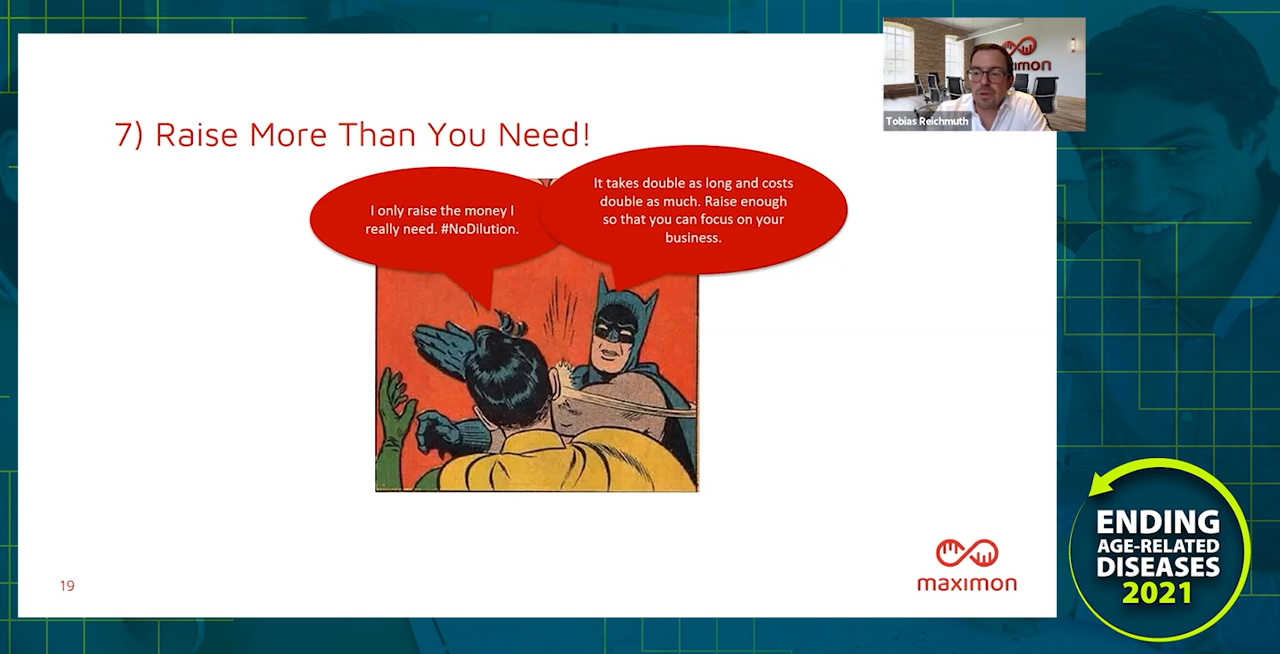 7) Raise More Than You Need!
I only raise the money I
really need. #NoDilution.
It takes double as long and costs
double as much. Raise enough
so that you can focus on your
business.
19
maximon
maximon
Tobias Reichmuth
ENDING
AGE-RELATED
DISEASES
2021